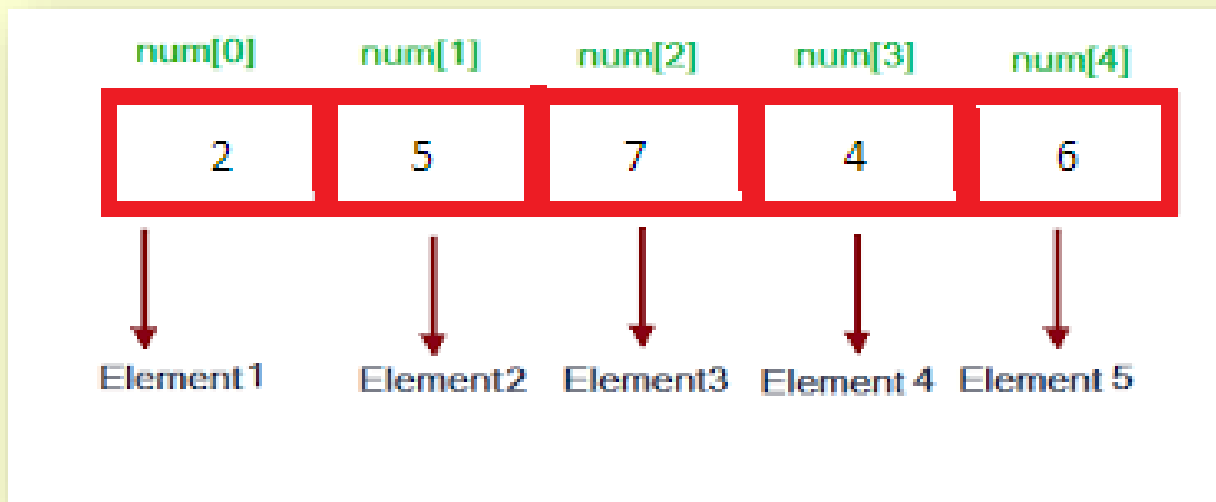 num[0] num[1] num[2] num[3] num[4]
2 5 7 4 6
Element1 Element2 Element3 Element 4 Element 5